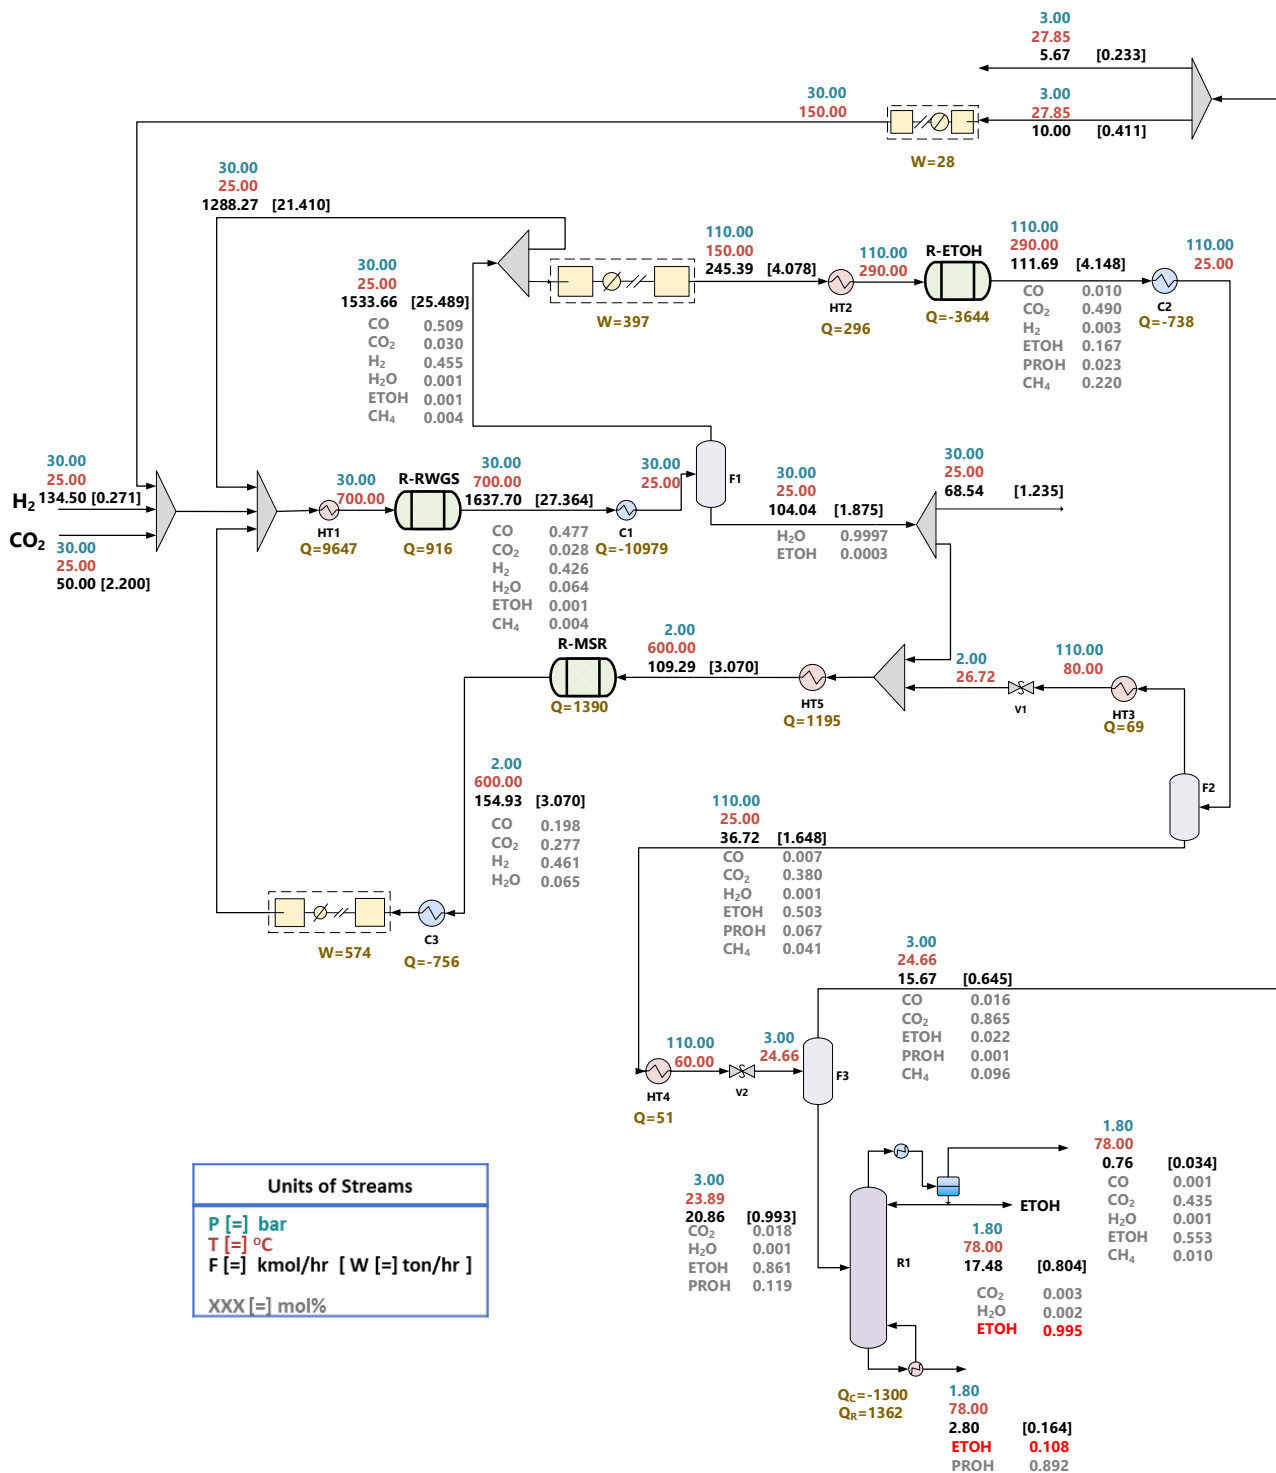 3.00
27.85
5.67 [0.233]
3.00
27.85
10.00 [0.411]
30.00
150.00
W=28
30.00
25.00
1288.27 [21.410]
30.00
25.00
1533.66 [25.489]
CO 0.509
CO2 0.030
H2 0.455
H2O 0.001
ETOH 0.001
CH4 0.004
W=397
110.00
150.00
245.39 [4.078]
HT2
Q=296
110.00
290.00
R-ETOH
Q=-3644
110.00
290.00
111.69 [4.148]
CO 0.010
CO2 0.490
H2 0.003
ETOH 0.167
PROH 0.023
CH4 0.220
C2
Q=-738
110.00
25.00
30.00
25.00
H2 134.50 [0.271]
CO2
30.00
25.00
50.00 [2.200]
HT1
Q=9647
30.00
700.00
R-RWGS
Q=916
30.00
700.00
1637.70 [27.364]
CO 0.477
CO2 0.028
H2 0.426
H2O 0.064
ETOH 0.001
CH4 0.004
C1
Q=-10979
30.00
25.00
F1
30.00
25.00
104.04 [1.875]
H2O 0.9997
ETOH 0.0003
30.00
25.00
68.54 [1.235]
R-MSR
Q=1390
2.00
600.00
109.29 [3.070]
HT5
Q=1195
2.00
26.72
V1
110.00
80.00
HT3
Q=69
F2
2.00
600.00
154.93 [3.070]
CO 0.198
CO2 0.277
H2 0.461
H2O 0.065
C3
Q=-756
W=574
110.00
25.00
36.72 [1.648]
CO 0.007
CO2 0.380
H2O 0.001
ETOH 0.503
PROH 0.067
CH4 0.041
HT4
Q=51
110.00
60.00
V2
3.00
24.66
F3
3.00
24.66
15.67 [0.645]
CO 0.016
CO2 0.865
ETOH 0.022
PROH 0.001
CH4 0.096
3.00
23.89
20.86 [0.993]
CO2 0.018
H2O 0.001
ETOH 0.861
PROH 0.119
R1
1.80
78.00
0.76 [0.034]
CO 0.001
CO2 0.435
H2O 0.001
ETOH 0.553
CH4 0.010
ETOH
1.80
78.00
17.48 [0.804]
CO2 0.003
H2O 0.002
ETOH 0.995
QC=-1300
QR=1362
1.80
78.00
2.80 [0.164]
ETOH 0.108
PROH 0.892
Units of Streams
P [=] bar
T [=] ºC
F [=] kmol/hr [ W [=] ton/hr ]
XXX [=] mol%